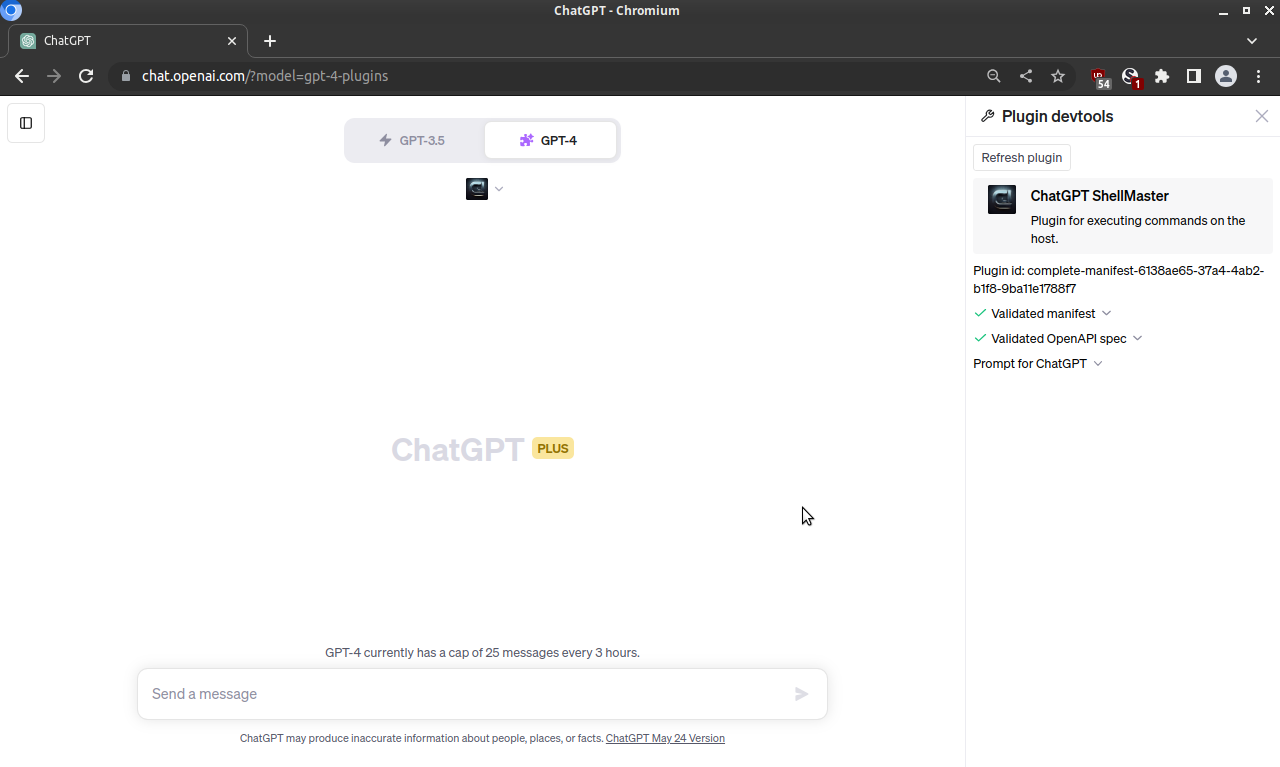 ChatGPT - Chromium
ChatGPT
chat.openai.com/?model=gpt-4-plugins
54
1
GPT-3.5
GPT-4
ChatGPT PLUS
GPT-4 currently has a cap of 25 messages every 3 hours.
Send a message
ChatGPT may produce inaccurate information about people, places, or facts. ChatGPT May 24 Version
Plugin devtools
Refresh plugin
ChatGPT ShellMaster
Plugin for executing commands on the
host.
Plugin id: complete-manifest-6138ae65-37a4-4ab2-
b1f8-9ba11e1788f7
Validated manifest
Validated OpenAPI spec
Prompt for ChatGPT